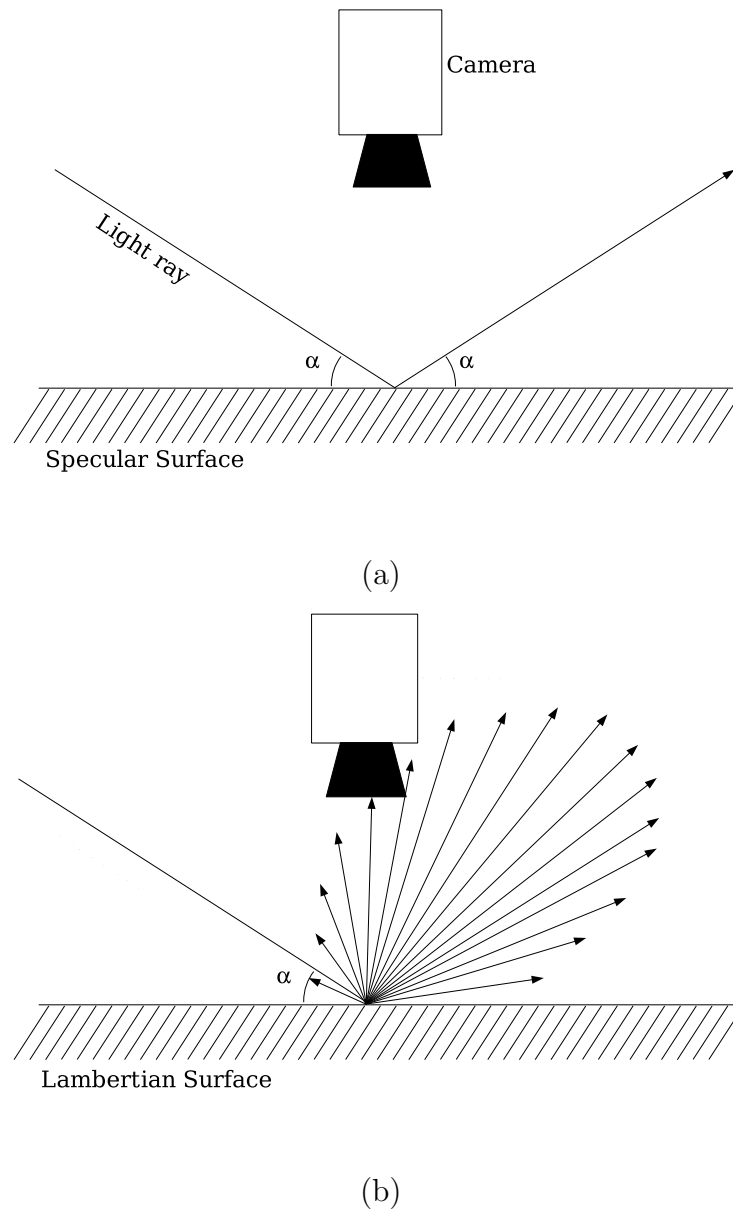 Camera
Light ray
α
α
Specular Surface
(a)
α
Lambertian Surface
(b)